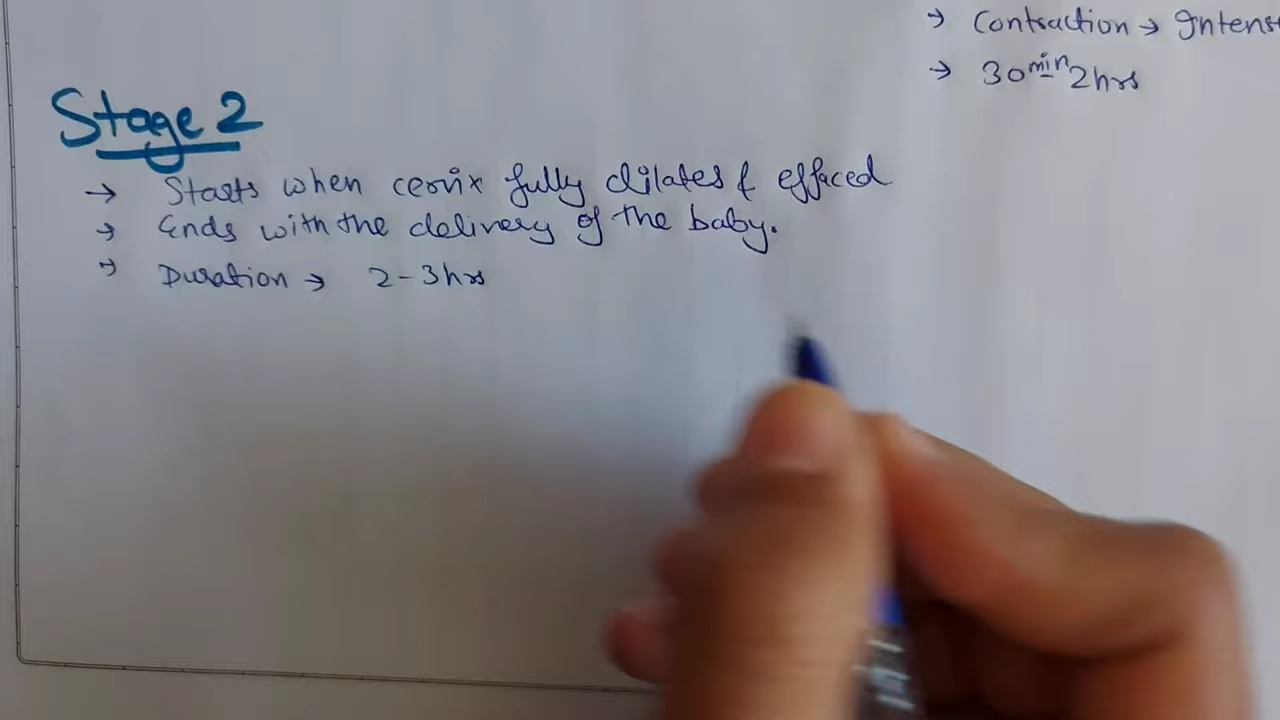 → Contraction → Intens
→ 30min 2hrs
Stage 2
→ Starts when cervix fully dilates & effaced
→ Ends with the delivery of the baby.
→ Duration → 2-3hrs